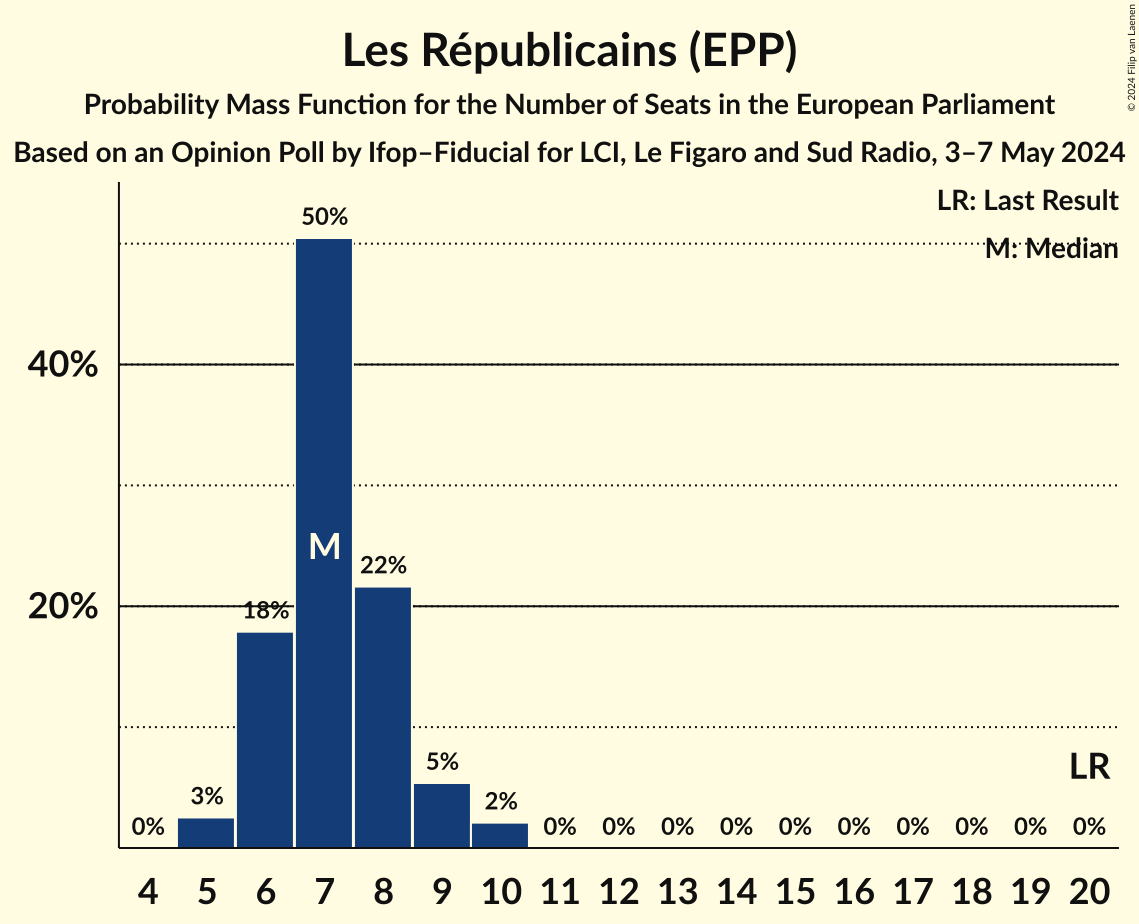 Les Républicains (EPP)
Probability Mass Function for the Number of Seats in the European Parliament
Based on an Opinion Poll by Ifop–Fiducial for LCI, Le Figaro and Sud Radio, 3–7 May 2024
© 2024 Filip van Laenen
LR: Last Result
M: Median
40%
20%
0% 3% 18% 50% 22% 5% 2% 0% 0% 0% 0% 0% 0% 0% 0% 0% 0%
M
LR
4 5 6 7 8 9 10 11 12 13 14 15 16 17 18 19 20